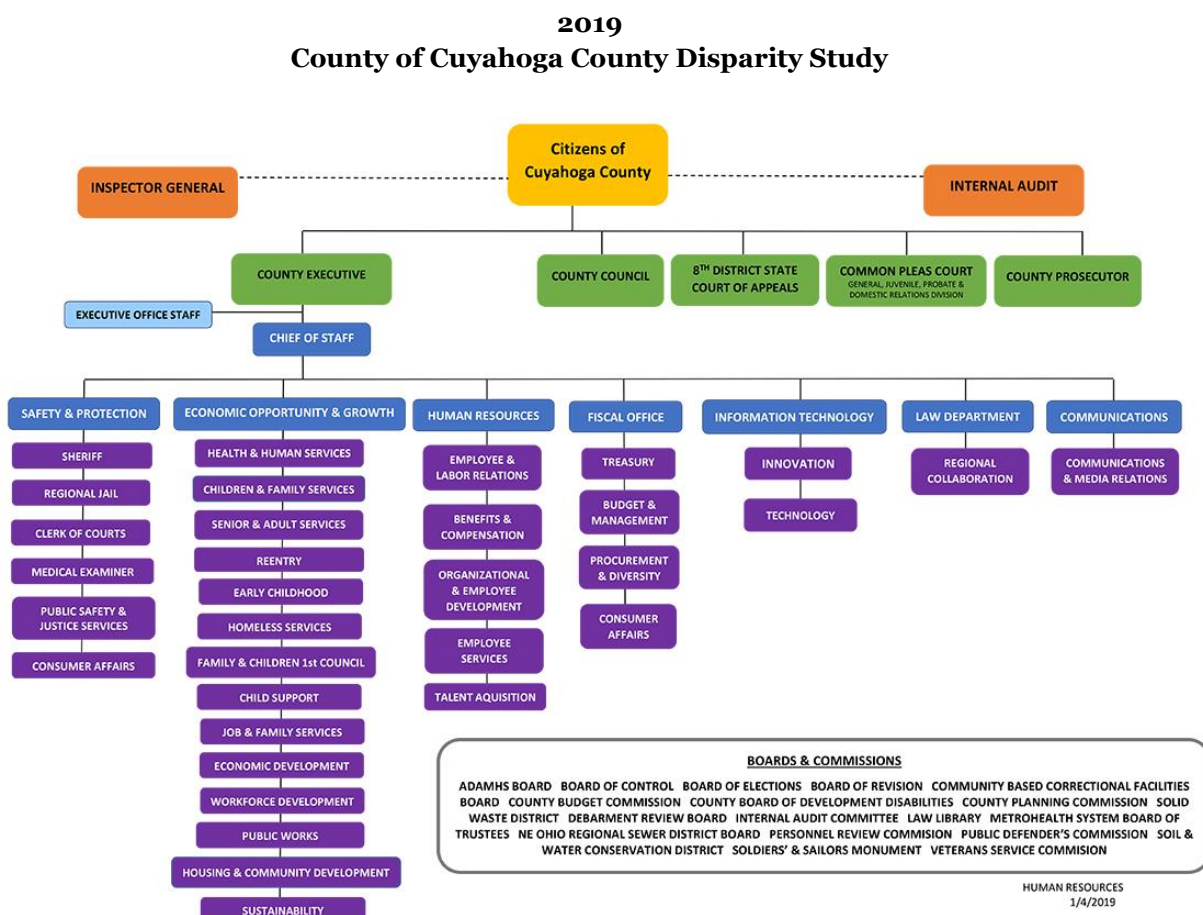 2019
County of Cuyahoga County Disparity Study
Citizens of
Cuyahoga County
INSPECTOR GENERAL
INTERNAL AUDIT
COUNTY EXECUTIVE
COUNTY COUNCIL
8TH DISTRICT STATE
COURT OF APPEALS
COMMON PLEAS COURT
GENERAL, JUVENILE, PROBATE &
DOMESTIC RELATIONS DIVISION
COUNTY PROSECUTOR
EXECUTIVE OFFICE STAFF
CHIEF OF STAFF
SAFETY & PROTECTION
SHERIFF
REGIONAL JAIL
CLERK OF COURTS
MEDICAL EXAMINER
PUBLIC SAFETY &
JUSTICE SERVICES
CONSUMER AFFAIRS
ECONOMIC OPPORTUNITY & GROWTH
HEALTH & HUMAN SERVICES
CHILDREN & FAMILY SERVICES
SENIOR & ADULT SERVICES
REENTRY
EARLY CHILDHOOD
HOMELESS SERVICES
FAMILY & CHILDREN 1st COUNCIL
CHILD SUPPORT
JOB & FAMILY SERVICES
ECONOMIC DEVELOPMENT
WORKFORCE DEVELOPMENT
PUBLIC WORKS
HOUSING & COMMUNITY DEVELOPMENT
SUSTAINABILITY
HUMAN RESOURCES
EMPLOYEE &
LABOR RELATIONS
BENEFITS &
COMPENSATION
ORGANIZATIONAL
& EMPLOYEE
DEVELOPMENT
EMPLOYEE
SERVICES
TALENT AQUISITION
FISCAL OFFICE
TREASURY
BUDGET &
MANAGEMENT
PROCUREMENT
& DIVERSITY
CONSUMER
AFFAIRS
INFORMATION TECHNOLOGY
INNOVATION
TECHNOLOGY
LAW DEPARTMENT
REGIONAL
COLLABORATION
COMMUNICATIONS
COMMUNICATIONS
& MEDIA RELATIONS
BOARDS & COMMISSIONS
ADAMHS BOARD BOARD OF CONTROL BOARD OF ELECTIONS BOARD OF REVISION COMMUNITY BASED CORRECTIONAL FACILITIES
BOARD COUNTY BUDGET COMMISSION COUNTY BOARD OF DEVELOPMENT DISABILITIES COUNTY PLANNING COMMISSION SOLID
WASTE DISTRICT DEBARMENT REVIEW BOARD INTERNAL AUDIT COMMITTEE LAW LIBRARY METROHEALTH SYSTEM BOARD OF
TRUSTEES NE OHIO REGIONAL SEWER DISTRICT BOARD PERSONNEL REVIEW COMMISION PUBLIC DEFENDER'S COMMISSION SOIL &
WATER CONSERVATION DISTRICT SOLDIERS' & SAILORS MONUMENT VETERANS SERVICE COMMISION
HUMAN RESOURCES
1/4/2019